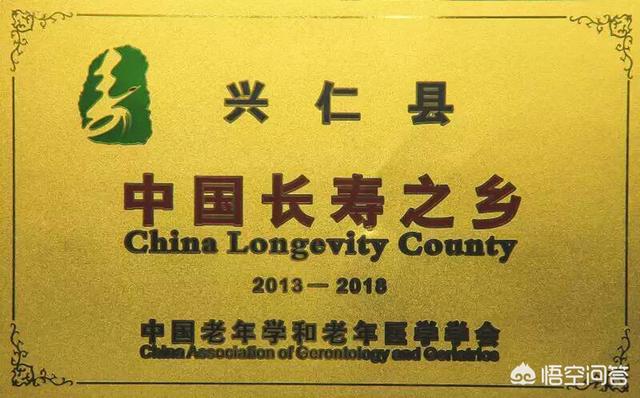 兴仁县
中国长寿之乡
China Longevity County
2013—2018
中国老年学和老年医学学会
China Association of Gerontology and Geriatrics
悟空问答